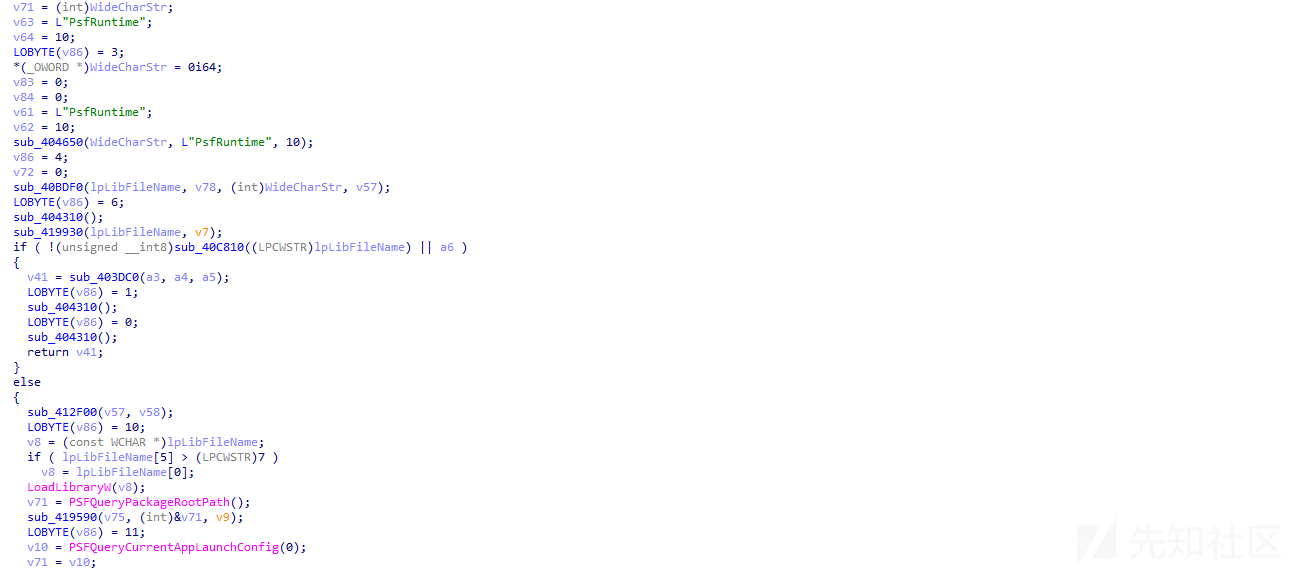 v71 = (int)WideCharStr;
v63 = L"PsfRuntime";
v64 = 10;
LOBYTE(v86) = 3;
*(_OWORD *)WideCharStr = 0i64;
v83 = 0;
v84 = 0;
v61 = L"PsfRuntime";
v62 = 10;
sub_404650(WideCharStr, L"PsfRuntime", 10);
v86 = 4;
v72 = 0;
sub_40BDF0(lpLibFileName, v78, (int)WideCharStr, v57);
LOBYTE(v86) = 6;
sub_404310();
sub_419930(lpLibFileName, v7);
if ( !(unsigned __int8)sub_40C810((LPCWSTR)lpLibFileName) || a6 )
{
v41 = sub_403DC0(a3, a4, a5);
LOBYTE(v86) = 1;
sub_404310();
LOBYTE(v86) = 0;
sub_404310();
return v41;
}
else
{
sub_412F00(v57, v58);
LOBYTE(v86) = 10;
v8 = (const WCHAR *)lpLibFileName;
if ( lpLibFileName[5] > (LPCWSTR)7 )
v8 = lpLibFileName[0];
LoadLibraryW(v8);
v71 = PSFQueryPackageRootPath();
sub_419590(v75, (int)&v71, v9);
LOBYTE(v86) = 11;
v10 = PSFQueryCurrentAppLaunchConfig(0);
v71 = v10;
先知社区